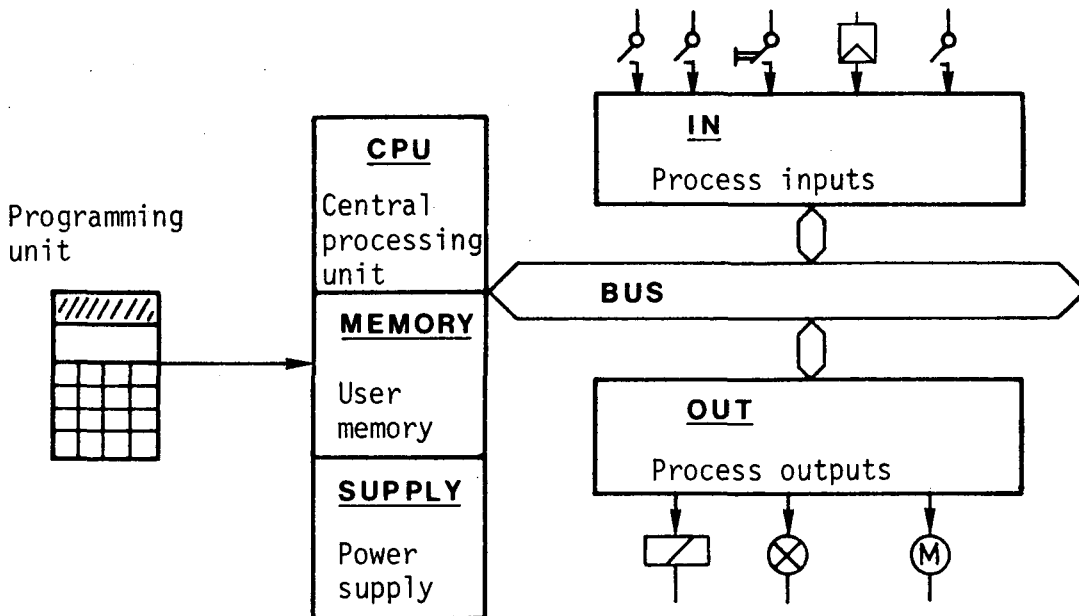 Programming
unit
CPU
Central
processing
unit
MEMORY
User
memory
SUPPLY
Power
supply
IN
Process inputs
BUS
OUT
Process outputs
M